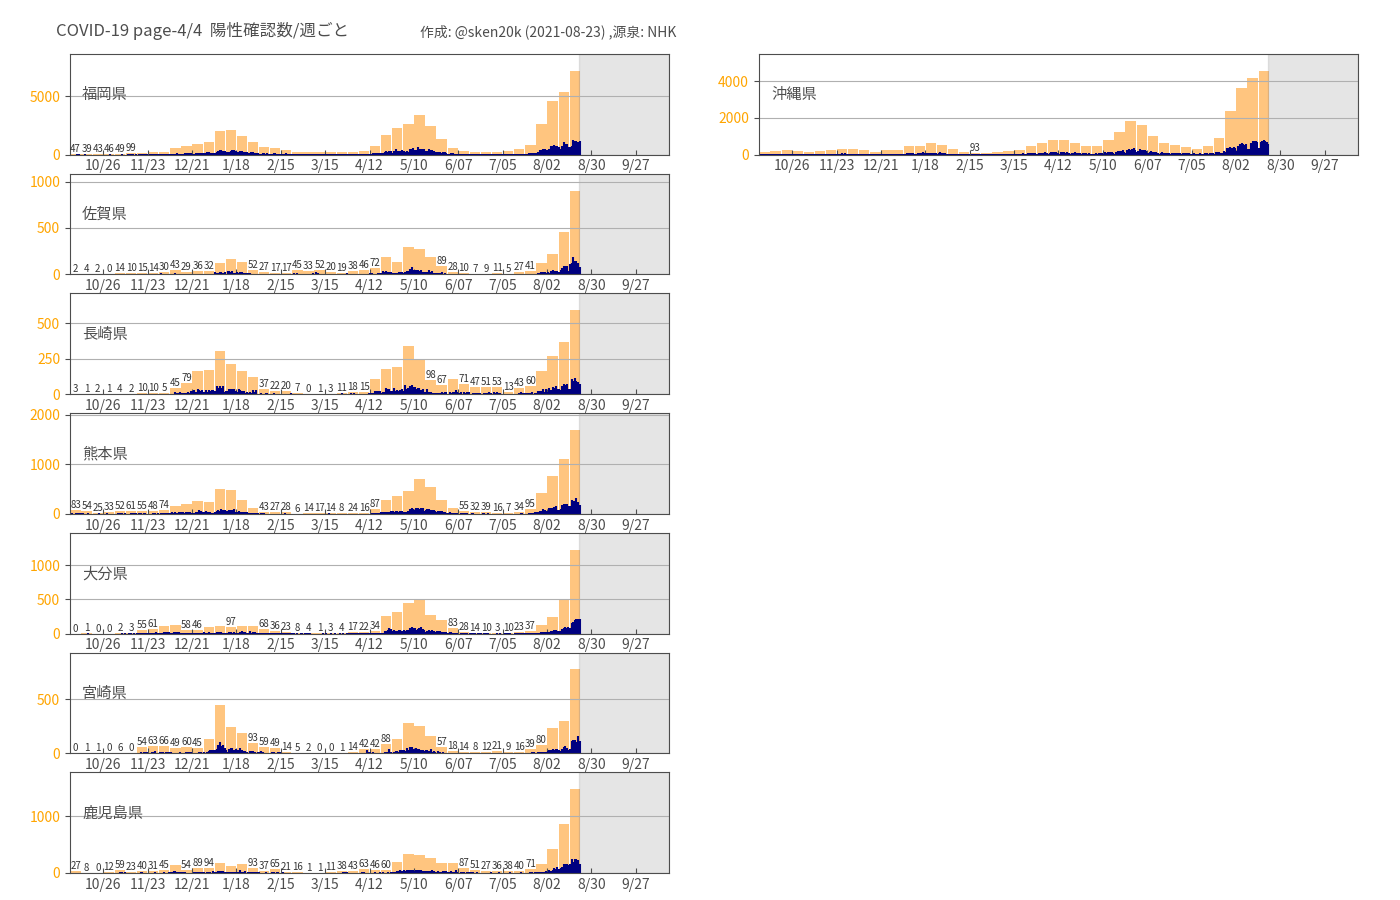 COVID-19 page-4/4 陽性確認数/週ごと
作成: @sken20k (2021-08-23) ,源泉: NHK
福岡県
5000
0
47 39 43 46 49 99
10/26 11/23 12/21 1/18 2/15 3/15 4/12 5/10 6/07 7/05 8/02 8/30 9/27
沖縄県
4000
2000
0
93
10/26 11/23 12/21 1/18 2/15 3/15 4/12 5/10 6/07 7/05 8/02 8/30 9/27
佐賀県
1000
500
0
2 4 2 0 14 10 15 14 30 43 29 36 32 52 27 17 17 45 33 52 20 19 38 46 72 89 28 10 7 9 11 5 27 41
10/26 11/23 12/21 1/18 2/15 3/15 4/12 5/10 6/07 7/05 8/02 8/30 9/27
長崎県
500
250
0
3 1 2 1 4 2 10 10 5 45 79 37 22 20 7 0 1 3 11 18 15 98 67 71 47 51 53 13 43 60
10/26 11/23 12/21 1/18 2/15 3/15 4/12 5/10 6/07 7/05 8/02 8/30 9/27
熊本県
2000
1000
0
83 54 25 33 52 61 55 48 74 43 27 28 6 14 17 14 8 24 16 87 55 32 39 16 7 34 95
10/26 11/23 12/21 1/18 2/15 3/15 4/12 5/10 6/07 7/05 8/02 8/30 9/27
大分県
1000
500
0
0 1 0 0 2 3 55 61 58 46 97 68 36 23 8 4 1 3 4 17 22 34 83 28 14 10 3 10 23 37
10/26 11/23 12/21 1/18 2/15 3/15 4/12 5/10 6/07 7/05 8/02 8/30 9/27
宮崎県
500
0
0 1 1 0 6 0 54 63 66 49 60 45 93 59 49 14 5 2 0 0 1 14 42 42 88 57 18 14 8 12 21 9 16 39 80
10/26 11/23 12/21 1/18 2/15 3/15 4/12 5/10 6/07 7/05 8/02 8/30 9/27
鹿児島県
1000
0
27 8 0 12 59 23 40 31 45 54 89 94 93 37 65 21 16 1 1 11 38 43 63 46 60 87 51 27 36 38 40 71
10/26 11/23 12/21 1/18 2/15 3/15 4/12 5/10 6/07 7/05 8/02 8/30 9/27